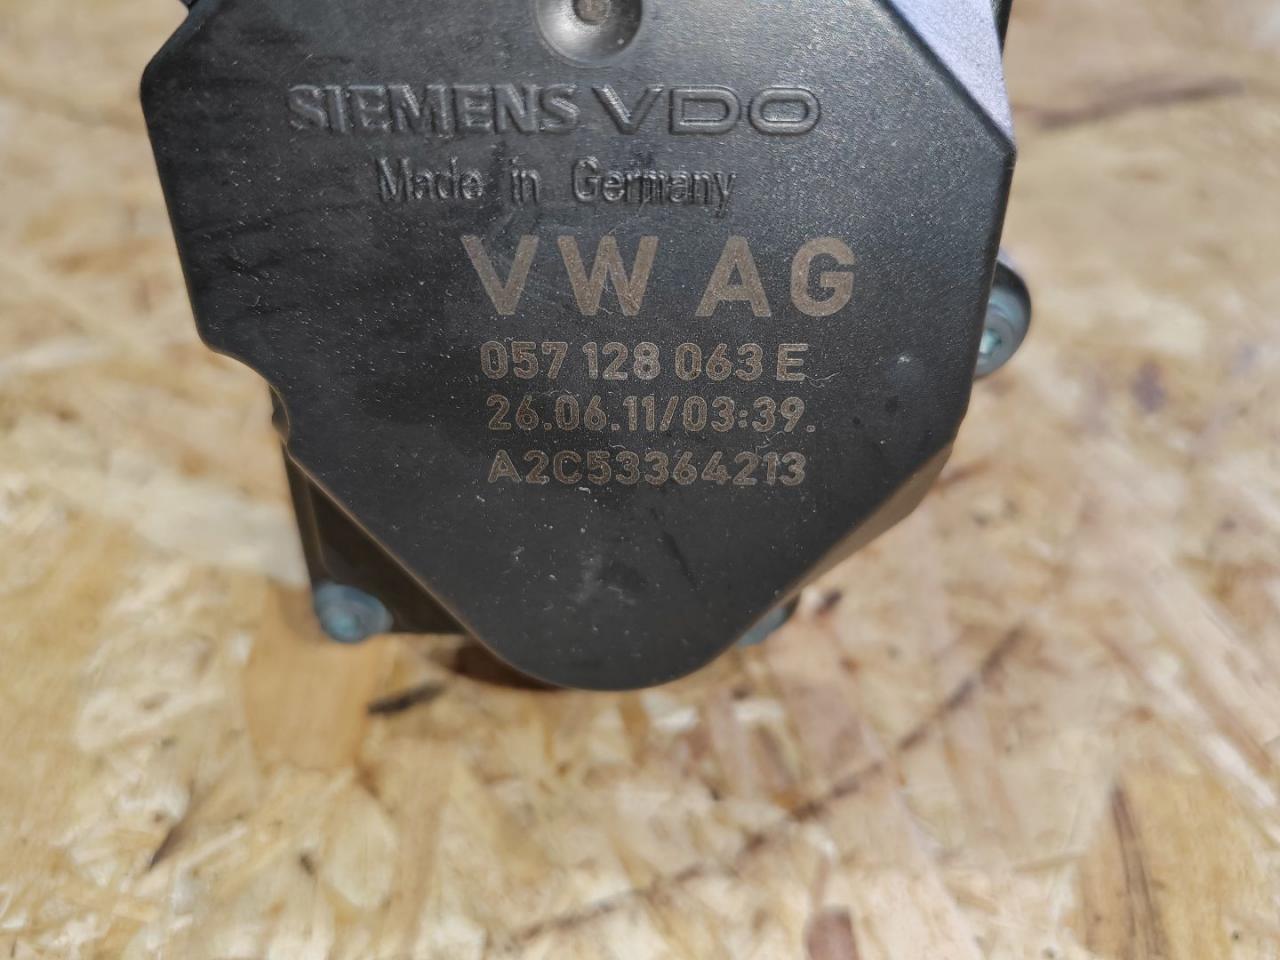 SIEMENS VDO
Made in Germany
VW AG
057 128 063 E
26.06.11/03:39.
A2C53364213